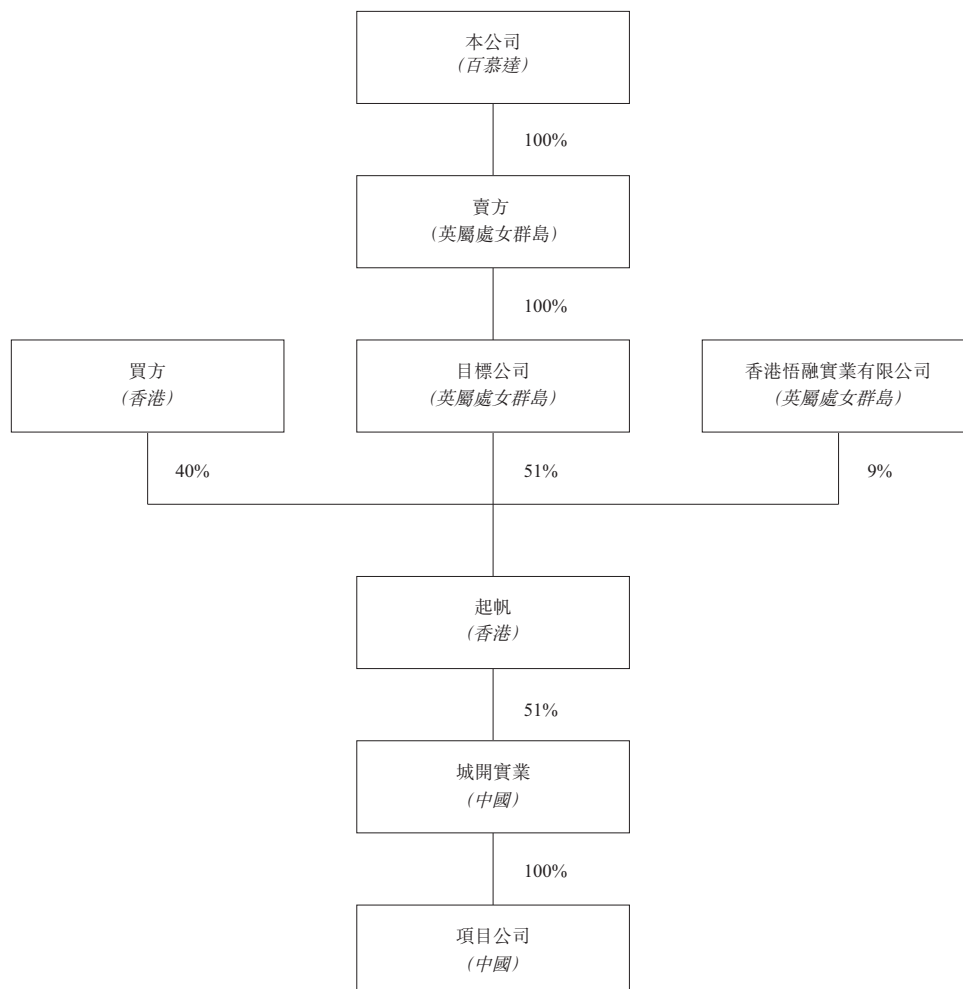 本公司
（百慕達）
100%
賣方
（英屬處女群島）
100%
買方
（香港）
目標公司
（英屬處女群島）
香港悟融實業有限公司
（英屬處女群島）
40%
51%
9%
起帆
（香港）
51%
城開實業
（中國）
100%
項目公司
（中國）